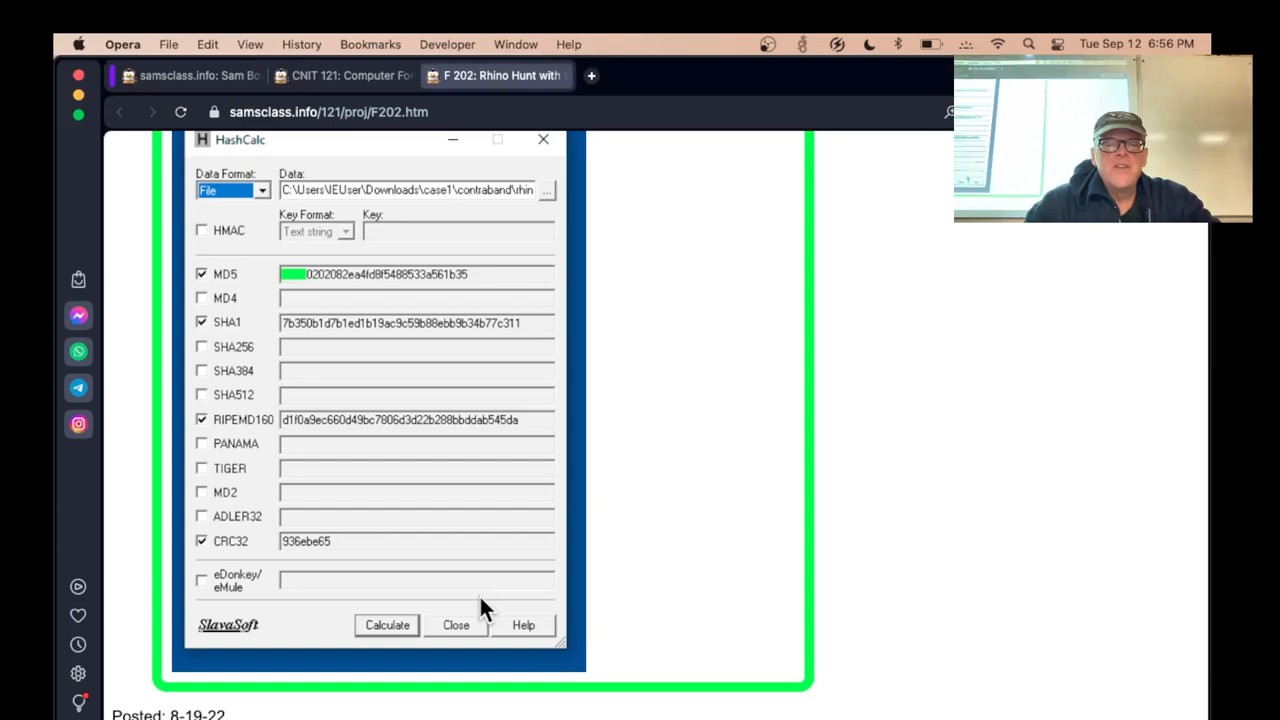 Opera File Edit View History Bookmarks Developer Window Help Tue Sep 12 6:56 PM
samsclass.info: Sam Bo CNIT 121: Computer For F 202: Rhino Hunt with
samsclass.info/121/proj/F202.htm
HashCalc
Data Format: Data:
File C:\Users\IEUser\Downloads\case1\contraband\rhin ...
Key Format: Key:
HMAC Text string
MD5 0202082ea4fd8f5488533a561b35
MD4
SHA1 7b350b1d7b1ed1b19ac9c59b88ebb9b34b77c311
SHA256
SHA384
SHA512
RIPEMD160 d1f0a9ec660d49bc7806d3d22b288bbddab545da
PANAMA
TIGER
MD2
ADLER32
CRC32 936ebe65
eDonkey/
eMule
SlavaSoft Calculate Close Help
Posted: 8-19-22